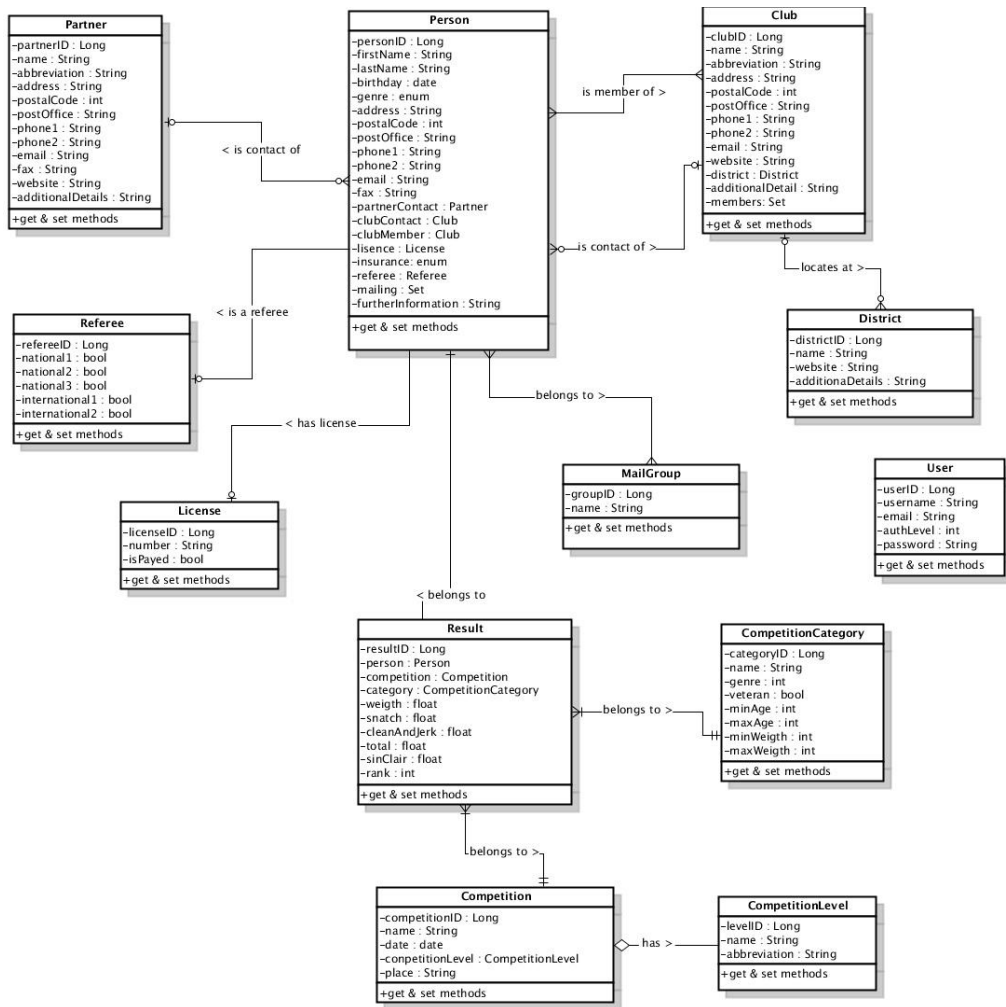 Partner
-partnerID : Long
-name : String
-abbreviation : String
-address : String
-postalCode : int
-postOffice : String
-phone1 : String
-phone2 : String
-email : String
-fax : String
-website : String
-additionalDetails : String
+get & set methods
Person
-personID : Long
-firstName : String
-lastName : String
-birthday : date
-genre : enum
-address : String
-postalCode : int
-postOffice : String
-phone1 : String
-phone2 : String
-email : String
-fax : String
-partnerContact : Partner
-clubContact : Club
-clubMember : Club
-lisence : License
-insurance: enum
-referee : Referee
-mailing : Set
-furtherInformation : String
+get & set methods
Club
-clubID : Long
-name : String
-abbreviation : String
-address : String
-postalCode : int
-postOffice : String
-phone1 : String
-phone2 : String
-email : String
-website : String
-district : District
-additionalDetail : String
-members: Set
+get & set methods
is member of >
< is contact of
is contact of >
locates at >
< is a referee
Referee
-refereeID : Long
-national1 : bool
-national2 : bool
-national3 : bool
-international1 : bool
-international2 : bool
+get & set methods
District
-districtID : Long
-name : String
-website : String
-additionaDetails : String
+get & set methods
belongs to >
< has license
MailGroup
-groupID : Long
-name : String
+get & set methods
User
-userID : Long
-username : String
-email : String
-authLevel : int
-password : String
+get & set methods
License
-licenseID : Long
-number : String
-isPayed : bool
+get & set methods
< belongs to
Result
-resultID : Long
-person : Person
-competition : Competition
-category : CompetitionCategory
-weigth : float
-snatch : float
-cleanAndJerk : float
-total : float
-sinClair : float
-rank : int
+get & set methods
belongs to >
CompetitionCategory
-categoryID : Long
-name : String
-genre : int
-veteran : bool
-minAge : int
-maxAge : int
-minWeigth : int
-maxWeigth : int
+get & set methods
belongs to >
Competition
-competitionID : Long
-name : String
-date : date
-conpetitionLevel : CompetitionLevel
-place : String
+get & set methods
has >
CompetitionLevel
-levelID : Long
-name : String
-abbreviation : String
+get & set methods